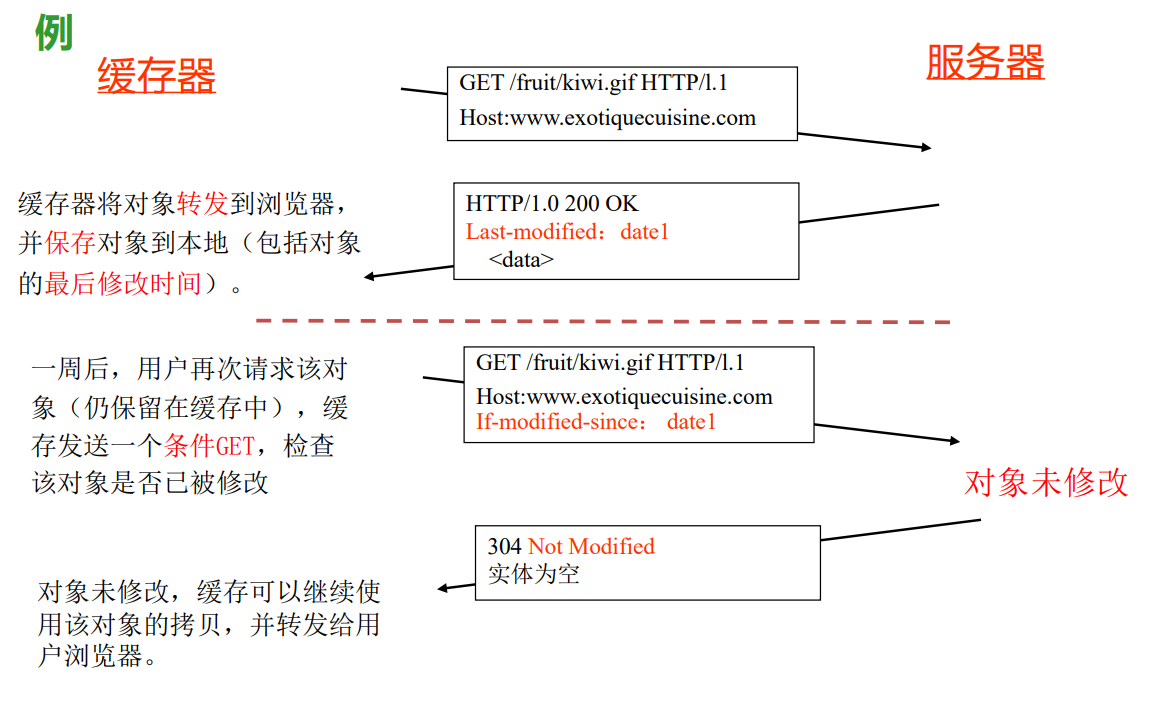 例
缓存器
服务器
GET /fruit/kiwi.gif HTTP/l.1
Host:www.exotiquecuisine.com
缓存器将对象转发到浏览器，
并保存对象到本地（包括对象
的最后修改时间）。
HTTP/1.0 200 OK
Last-modified：date1
<data>
一周后，用户再次请求该对
象（仍保留在缓存中），缓
存发送一个条件GET，检查
该对象是否已被修改
GET /fruit/kiwi.gif HTTP/l.1
Host:www.exotiquecuisine.com
If-modified-since： date1
对象未修改
304 Not Modified
实体为空
对象未修改，缓存可以继续使
用该对象的拷贝，并转发给用
户浏览器。